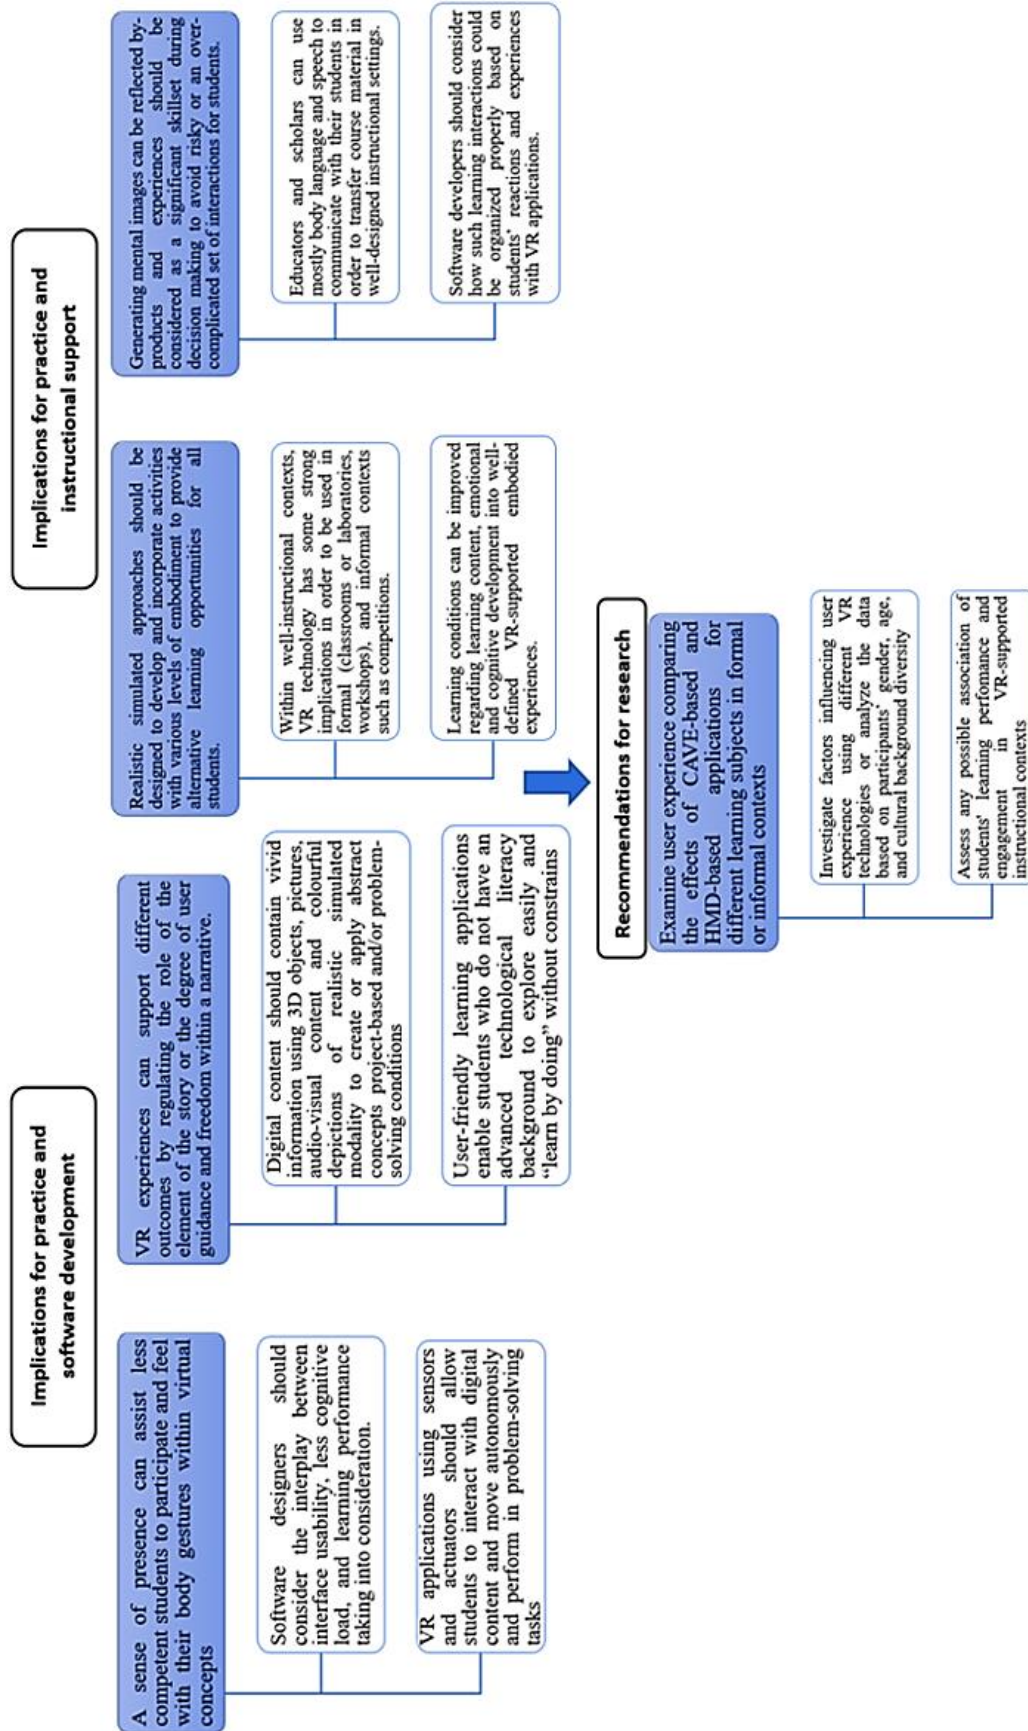 Implications for practice and
software development
A sense of presence can assist less
competent students to participate and feel
with their body gestures within virtual
concepts
Software designers should
consider the interplay between
interface usability, less cognitive
load, and learning performance
taking into consideration.
VR applications using sensors
and actuators should allow
students to interact with digital
content and move autonomously
and perform in problem-solving
tasks
VR experiences can support different
outcomes by regulating the role of the
element of the story or the degree of user
guidance and freedom within a narrative.
Digital content should contain vivid
information using 3D objects, pictures,
audio-visual content and colourful
depictions of realistic simulated
modality to create or apply abstract
concepts project-based and/or problem-
solving conditions
User-friendly learning applications
enable students who do not have an
advanced technological literacy
background to explore easily and
“learn by doing” without constrains
Implications for practice and
instructional support
Realistic simulated approaches should be
designed to develop and incorporate activities
with various levels of embodiment to provide
alternative learning opportunities for all
students.
Within well-instructional contexts,
VR technology has some strong
implications in order to be used in
formal (classrooms or laboratories,
workshops), and informal contexts
such as competitions.
Learning conditions can be improved
regarding learning content, emotional
and cognitive development into well-
defined VR-supported embodied
experiences.
Generating mental images can be reflected by-
products and experiences should be
considered as a significant skillset during
decision making to avoid risky or an over-
complicated set of interactions for students.
Educators and scholars can use
mostly body language and speech to
communicate with their students in
order to transfer course material in
well-designed instructional settings.
Software developers should consider
how such learning interactions could
be organized properly based on
students' reactions and experiences
with VR applications.
Recommendations for research
Examine user experience comparing
the effects of CAVE-based and
HMD-based applications for
different learning subjects in formal
or informal contexts
Investigate factors influencing user
experience using different VR
technologies or analyze the data
based on participants' gender, age,
and cultural background diversity
Assess any possible association of
students' learning perfomance and
engagement in VR-supported
instructional contexts